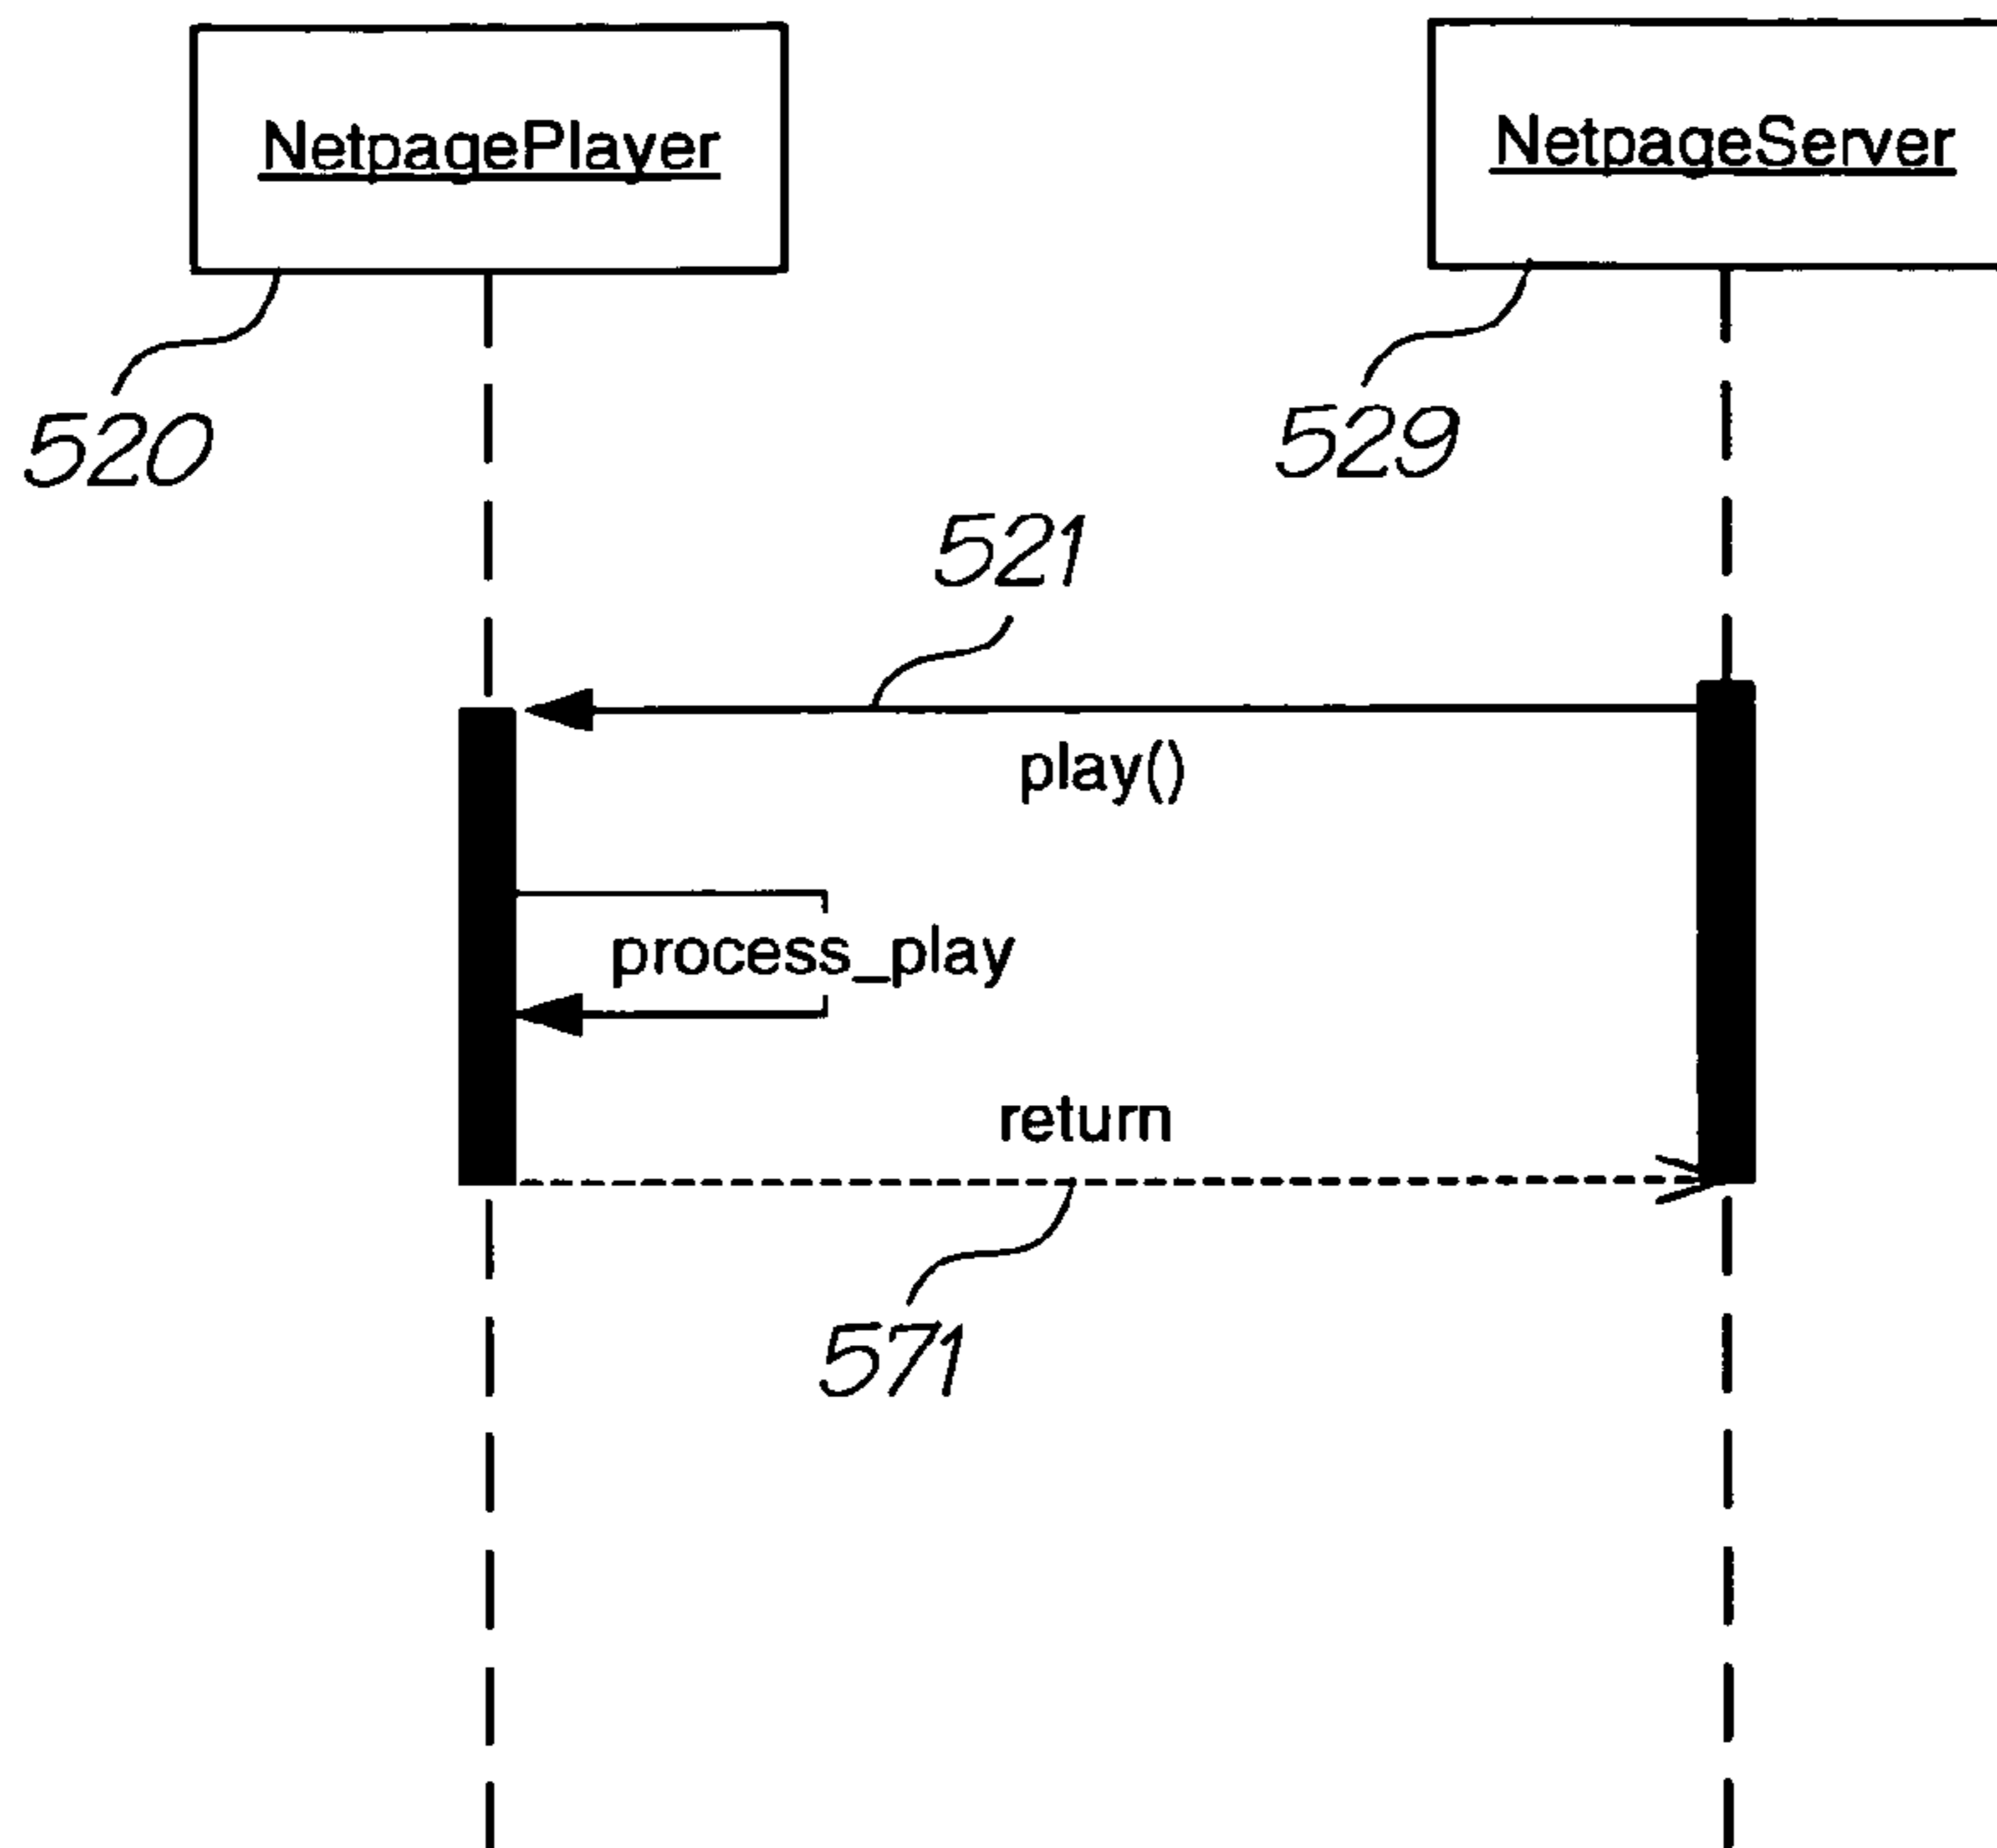 NetpagePlayer
NetpageServer
520
529
521
play()
process_play
return
571